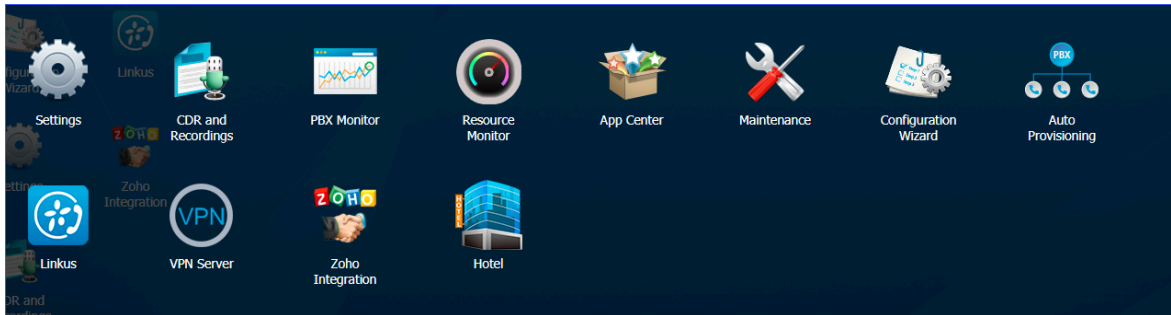 Settings
CDR and
Recordings
PBX Monitor
Resource
Monitor
App Center
Maintenance
Configuration
Wizard
PBX
Auto
Provisioning
Linkus
VPN
VPN Server
ZOHO
Zoho
Integration
HOTEL
Hotel
Linkus
ZOHO
Zoho
Integration